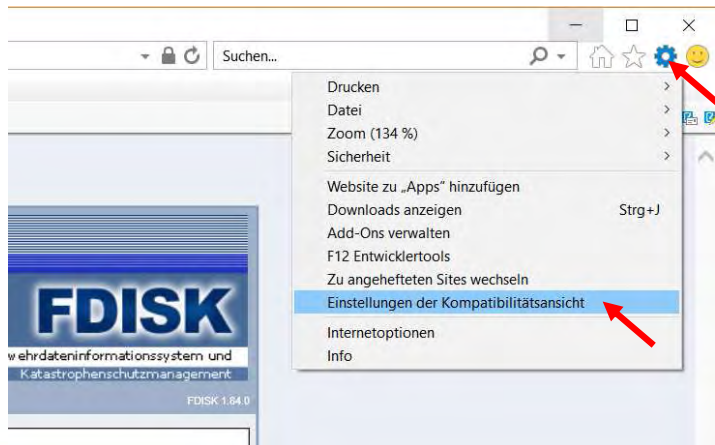 Suchen...
Drucken
Datei
Zoom (134 %)
Sicherheit
Website zu „Apps“ hinzufügen
Downloads anzeigen Strg+J
Add-Ons verwalten
F12 Entwicklertools
Zu angehefteten Sites wechseln
Einstellungen der Kompatibilitätsansicht
Internetoptionen
Info
FDISK
wehrdateninformationssystem und
Katastrophenschutzmanagement
FDISK 1.84.0